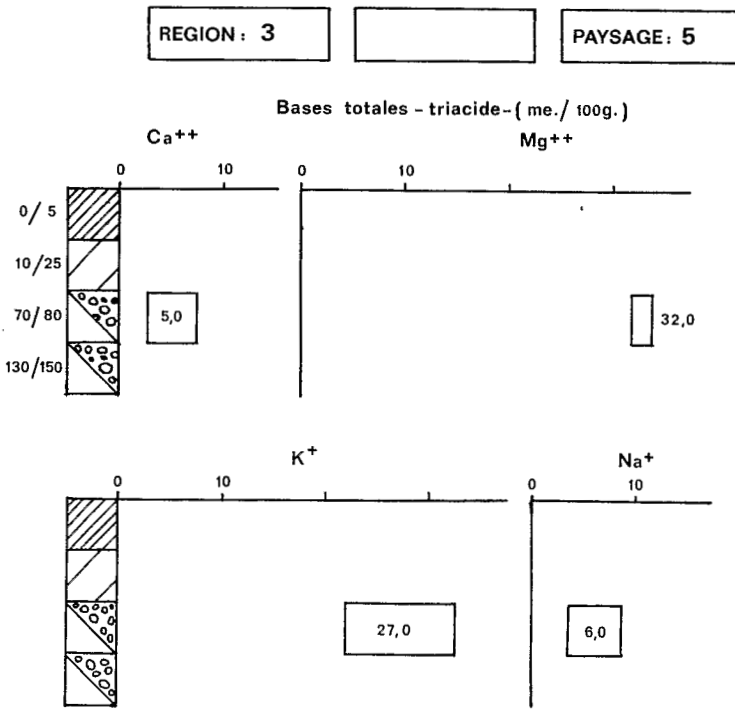 REGION: 3
PAYSAGE: 5
Bases totales - triacide - (me./100g.)
Ca++ Mg++
0 10 0 10
0/5
10/25
70/80 5,0 32,0
130/150
K+ Na+
0 10 0 10
27,0 6,0